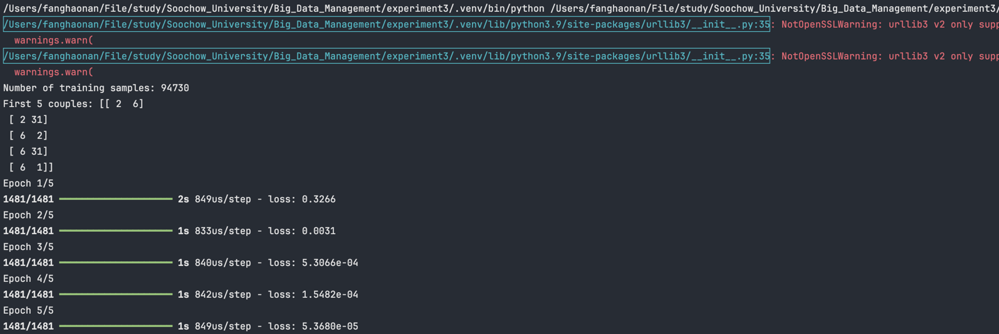 /Users/fanghaonan/File/study/Soochow_University/Big_Data_Management/experiment3/.venv/bin/python /Users/fanghaonan/File/study/Soochow_University/Big_Data_Management/experiment3/
/Users/fanghaonan/File/study/Soochow_University/Big_Data_Management/experiment3/.venv/lib/python3.9/site-packages/urllib3/__init__.py:35: NotOpenSSLWarning: urllib3 v2 only supp
  warnings.warn(
/Users/fanghaonan/File/study/Soochow_University/Big_Data_Management/experiment3/.venv/lib/python3.9/site-packages/urllib3/__init__.py:35: NotOpenSSLWarning: urllib3 v2 only supp
  warnings.warn(
Number of training samples: 94730
First 5 couples: [[ 2  6]
 [ 2 31]
 [ 6  2]
 [ 6 31]
 [ 6  1]]
Epoch 1/5
1481/1481 ━━━━━━━━━━━━━━━━━━━━ 2s 849us/step - loss: 0.3266
Epoch 2/5
1481/1481 ━━━━━━━━━━━━━━━━━━━━ 1s 833us/step - loss: 0.0031
Epoch 3/5
1481/1481 ━━━━━━━━━━━━━━━━━━━━ 1s 840us/step - loss: 5.3066e-04
Epoch 4/5
1481/1481 ━━━━━━━━━━━━━━━━━━━━ 1s 842us/step - loss: 1.5482e-04
Epoch 5/5
1481/1481 ━━━━━━━━━━━━━━━━━━━━ 1s 849us/step - loss: 5.3680e-05